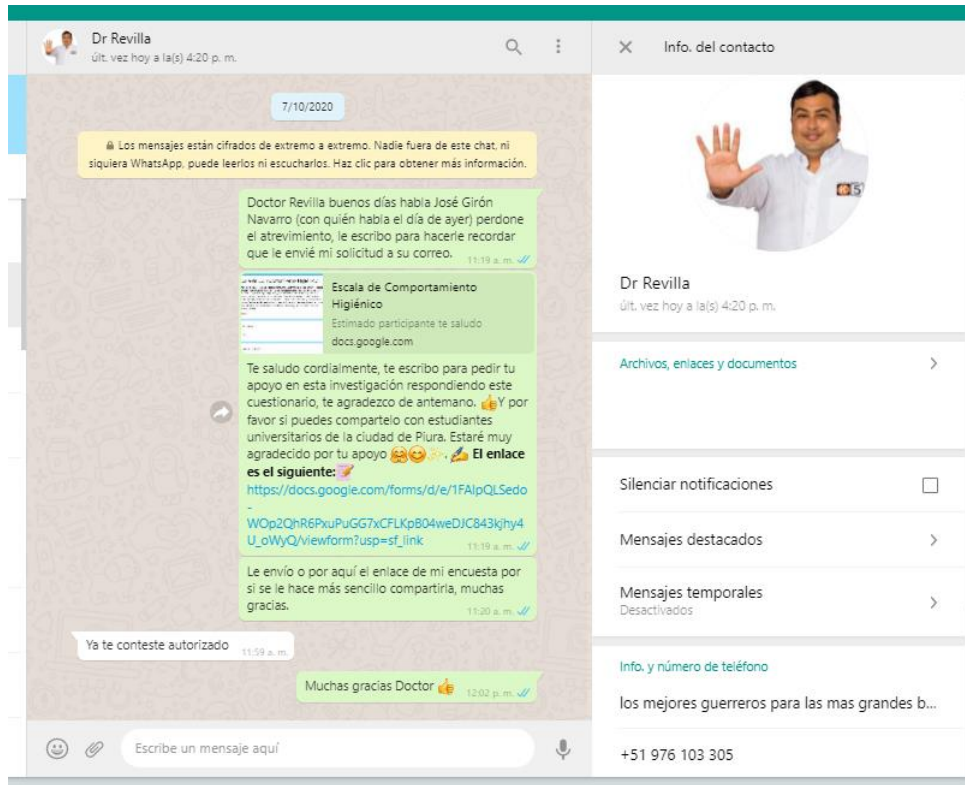 Dr Revilla
últ. vez hoy a la(s) 4:20 p. m.
7/10/2020
Los mensajes están cifrados de extremo a extremo. Nadie fuera de este chat, ni
siquiera WhatsApp, puede leerlos ni escucharlos. Haz clic para obtener más información.
Doctor Revilla buenos días habla José Girón
Navarro (con quién habla el día de ayer) perdone
el atrevimiento, le escribo para hacerle recordar
que le envié mi solicitud a su correo.
11:19 a. m.
Escala de Comportamiento
Higiénico
Estimado participante te saludo
docs.google.com
Te saludo cordialmente, te escribo para pedir tu
apoyo en esta investigación respondiendo este
cuestionario, te agradezco de antemano. 👍Y por
favor si puedes compartelo con estudiantes
universitarios de la ciudad de Piura. Estaré muy
agradecido por tu apoyo 🤗😊✨. ✍️ El enlace
es el siguiente:📝
https://docs.google.com/forms/d/e/1FAIpQLSedo
-
WOp2QhR6PxuPuGG7xCFLKpB04weDJC843kjhy4
U_oWyQ/viewform?usp=sf_link
11:19 a. m.
Le envío o por aquí el enlace de mi encuesta por
si se le hace más sencillo compartirla, muchas
gracias.
11:20 a. m.
Ya te conteste autorizado
11:59 a. m.
Muchas gracias Doctor 👍
12:02 p. m.
Escribe un mensaje aquí
Info. del contacto
Dr Revilla
últ. vez hoy a la(s) 4:20 p. m.
Archivos, enlaces y documentos
Silenciar notificaciones
Mensajes destacados
Mensajes temporales
Desactivados
Info. y número de teléfono
los mejores guerreros para las mas grandes b...
+51 976 103 305